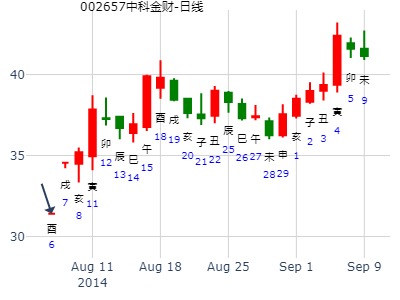 002657中科金财-日线
40
35
30
酉
6
戌
7
亥
8
寅
11
卯
12
辰
13
巳
14
午
15
酉
18
戌
19
亥
20
子
21
丑
22
辰
25
巳
26
午
27
未
28
申
29
亥
1
子
2
丑
3
寅
4
卯
5
未
9
Aug 11
2014
Aug 18
Aug 25
Sep 1
Sep 9